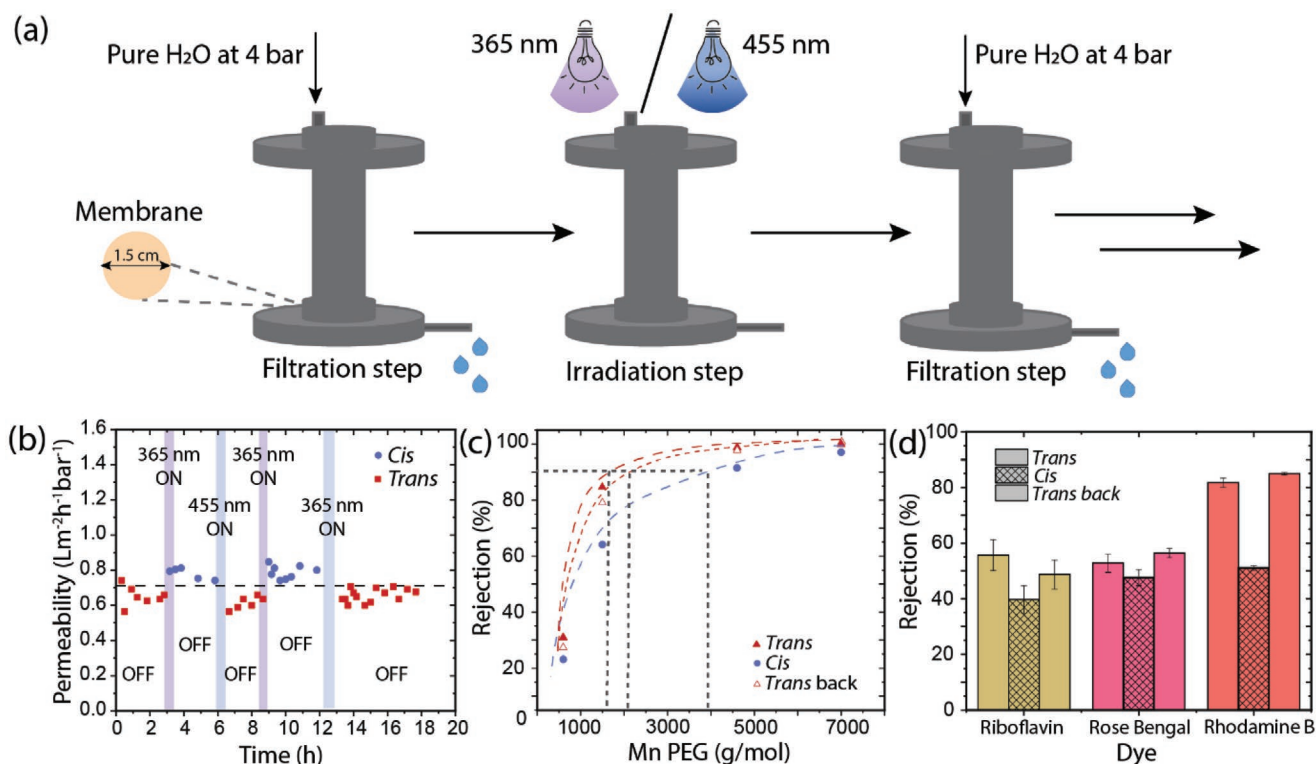 (a)
Pure H₂O at 4 bar
365 nm
455 nm
Pure H₂O at 4 bar
Membrane
1.5 cm
Filtration step
Irradiation step
Filtration step
(b)
Permeability (Lm⁻²h⁻¹bar⁻¹)
1.6
1.4
1.2
1.0
0.8
0.6
0.4
0.2
0.0
365 nm
ON
455 nm
ON
365 nm
ON
365 nm
ON
Cis
Trans
OFF
OFF
OFF
OFF
OFF
0 2 4 6 8 10 12 14 16 18 20
Time (h)
(c)
Rejection (%)
100
80
60
40
20
0
Trans
Cis
Trans back
1000 3000 5000 7000
Mn PEG (g/mol)
(d)
Rejection (%)
100
80
60
40
20
0
Trans
Cis
Trans back
Riboflavin Rose Bengal Rhodamine B
Dye